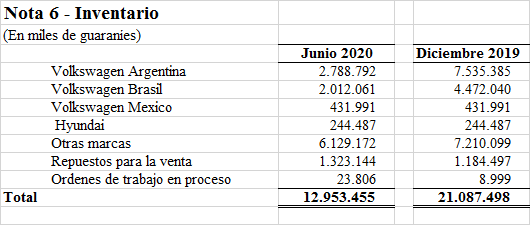 Nota 6 - Inventario
(En miles de guaranies)
Junio 2020 Diciembre 2019
Volkswagen Argentina 2.788.792 7.535.385
Volkswagen Brasil 2.012.061 4.472.040
Volkswagen Mexico 431.991 431.991
Hyundai 244.487 244.487
Otras marcas 6.129.172 7.210.099
Repuestos para la venta 1.323.144 1.184.497
Ordenes de trabajo en proceso 23.806 8.999
Total 12.953.455 21.087.498